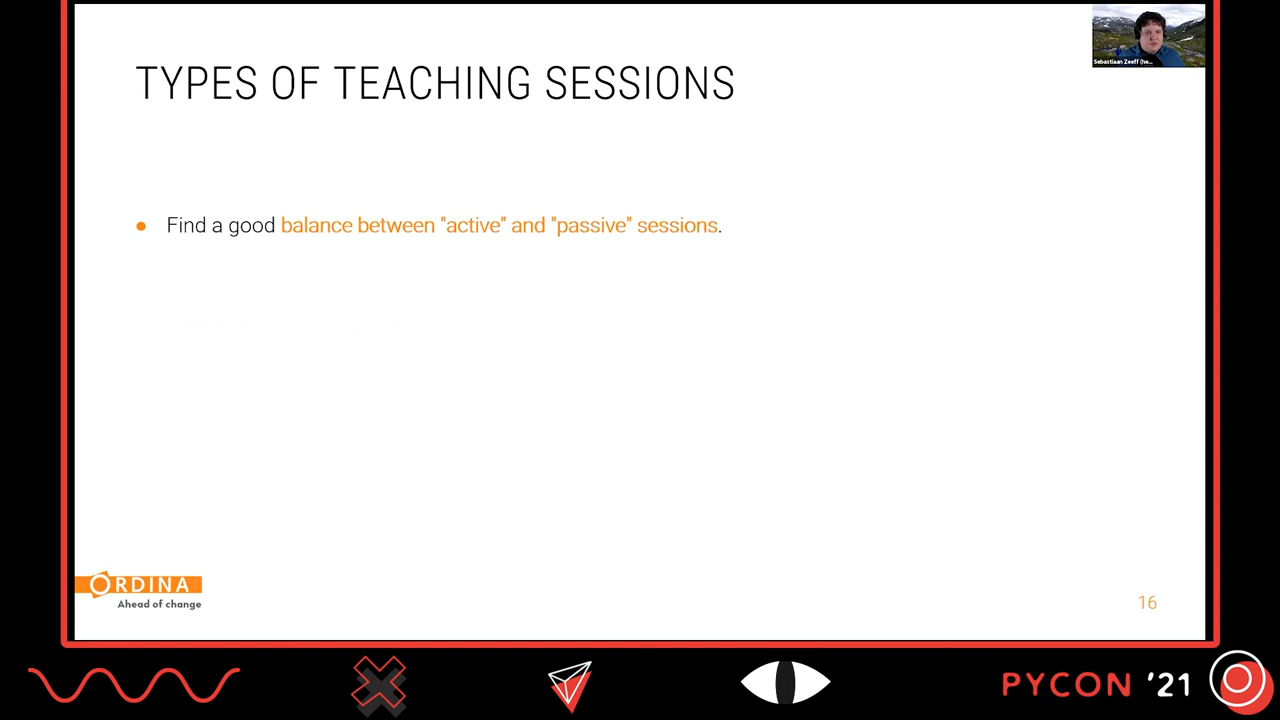 Sebastiaan Zeeff (he...
TYPES OF TEACHING SESSIONS
Find a good balance between "active" and "passive" sessions.
ORDINA
Ahead of change
16
PYCON '21